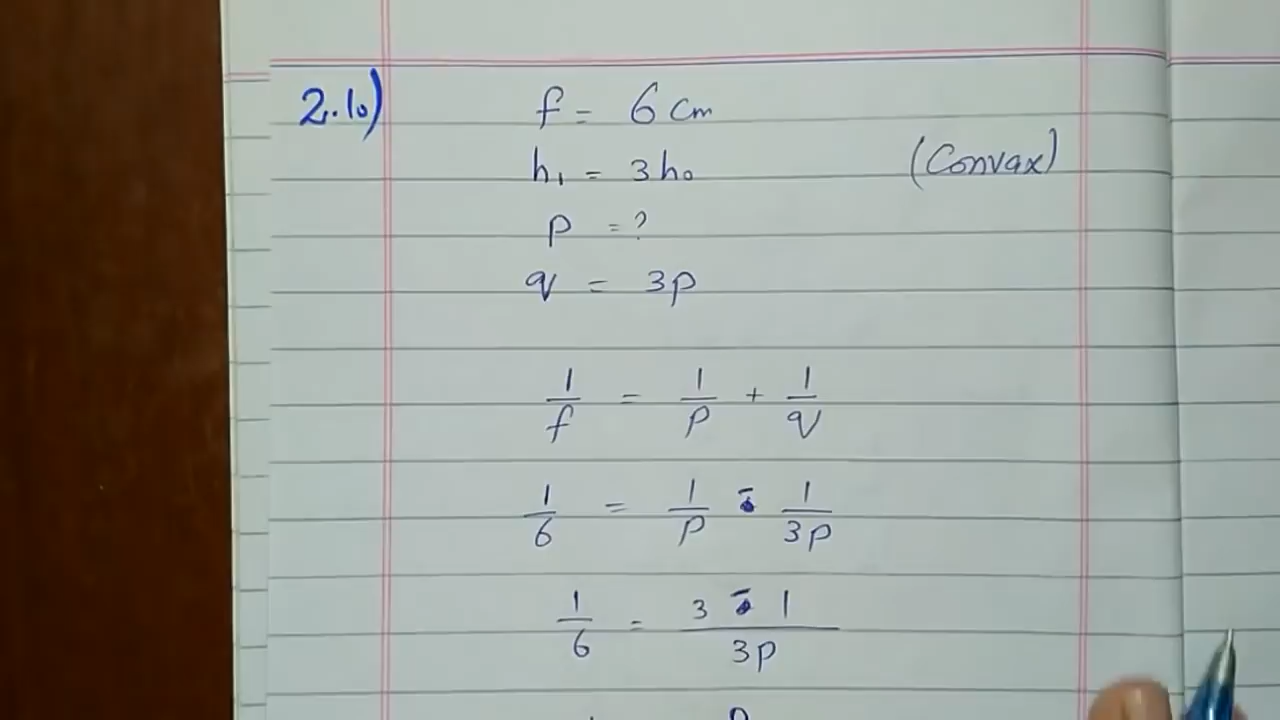 2.10) f = 6 cm
h₁ = 3h₀ (Convax)
p = ?
q = 3p
1/f = 1/p + 1/q
1/6 = 1/p - 1/3p
1/6 = 3 - 1/3p